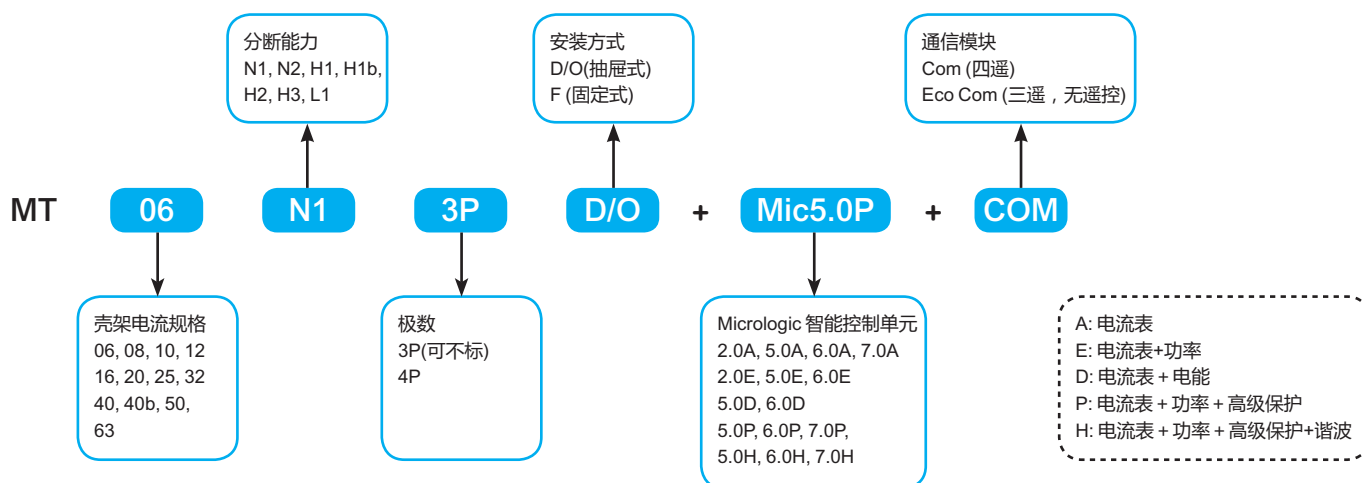 分断能力
N1, N2, H1, H1b,
H2, H3, L1
安装方式
D/O(抽屉式)
F (固定式)
通信模块
Com (四遥)
Eco Com (三遥，无遥控)
MT 06 N1 3P D/O + Mic5.0P + COM
壳架电流规格
06, 08, 10, 12
16, 20, 25, 32
40, 40b, 50,
63
极数
3P(可不标)
4P
Micrologic 智能控制单元
2.0A, 5.0A, 6.0A, 7.0A
2.0E, 5.0E, 6.0E
5.0D, 6.0D
5.0P, 6.0P, 7.0P,
5.0H, 6.0H, 7.0H
A: 电流表
E: 电流表+功率
D: 电流表 + 电能
P: 电流表 + 功率 + 高级保护
H: 电流表 + 功率 + 高级保护+谐波